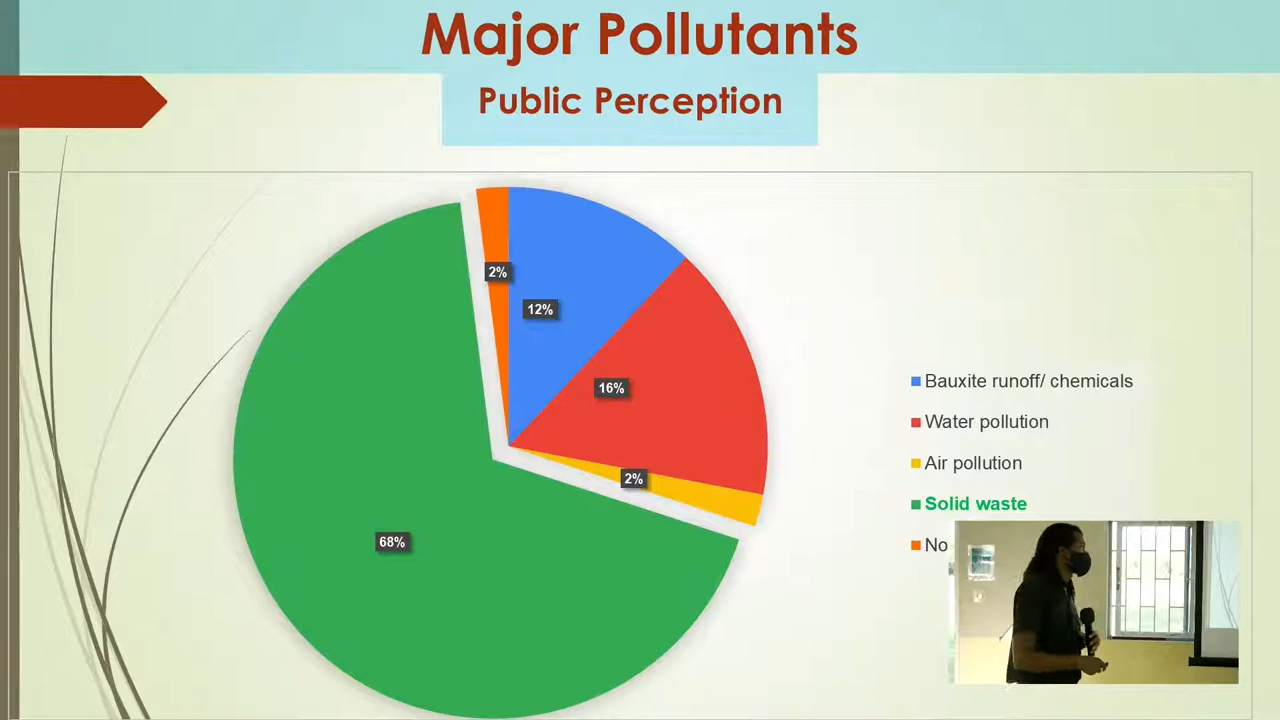 Major Pollutants
Public Perception
2%
12%
16%
2%
68%
Bauxite runoff/ chemicals
Water pollution
Air pollution
Solid waste
No